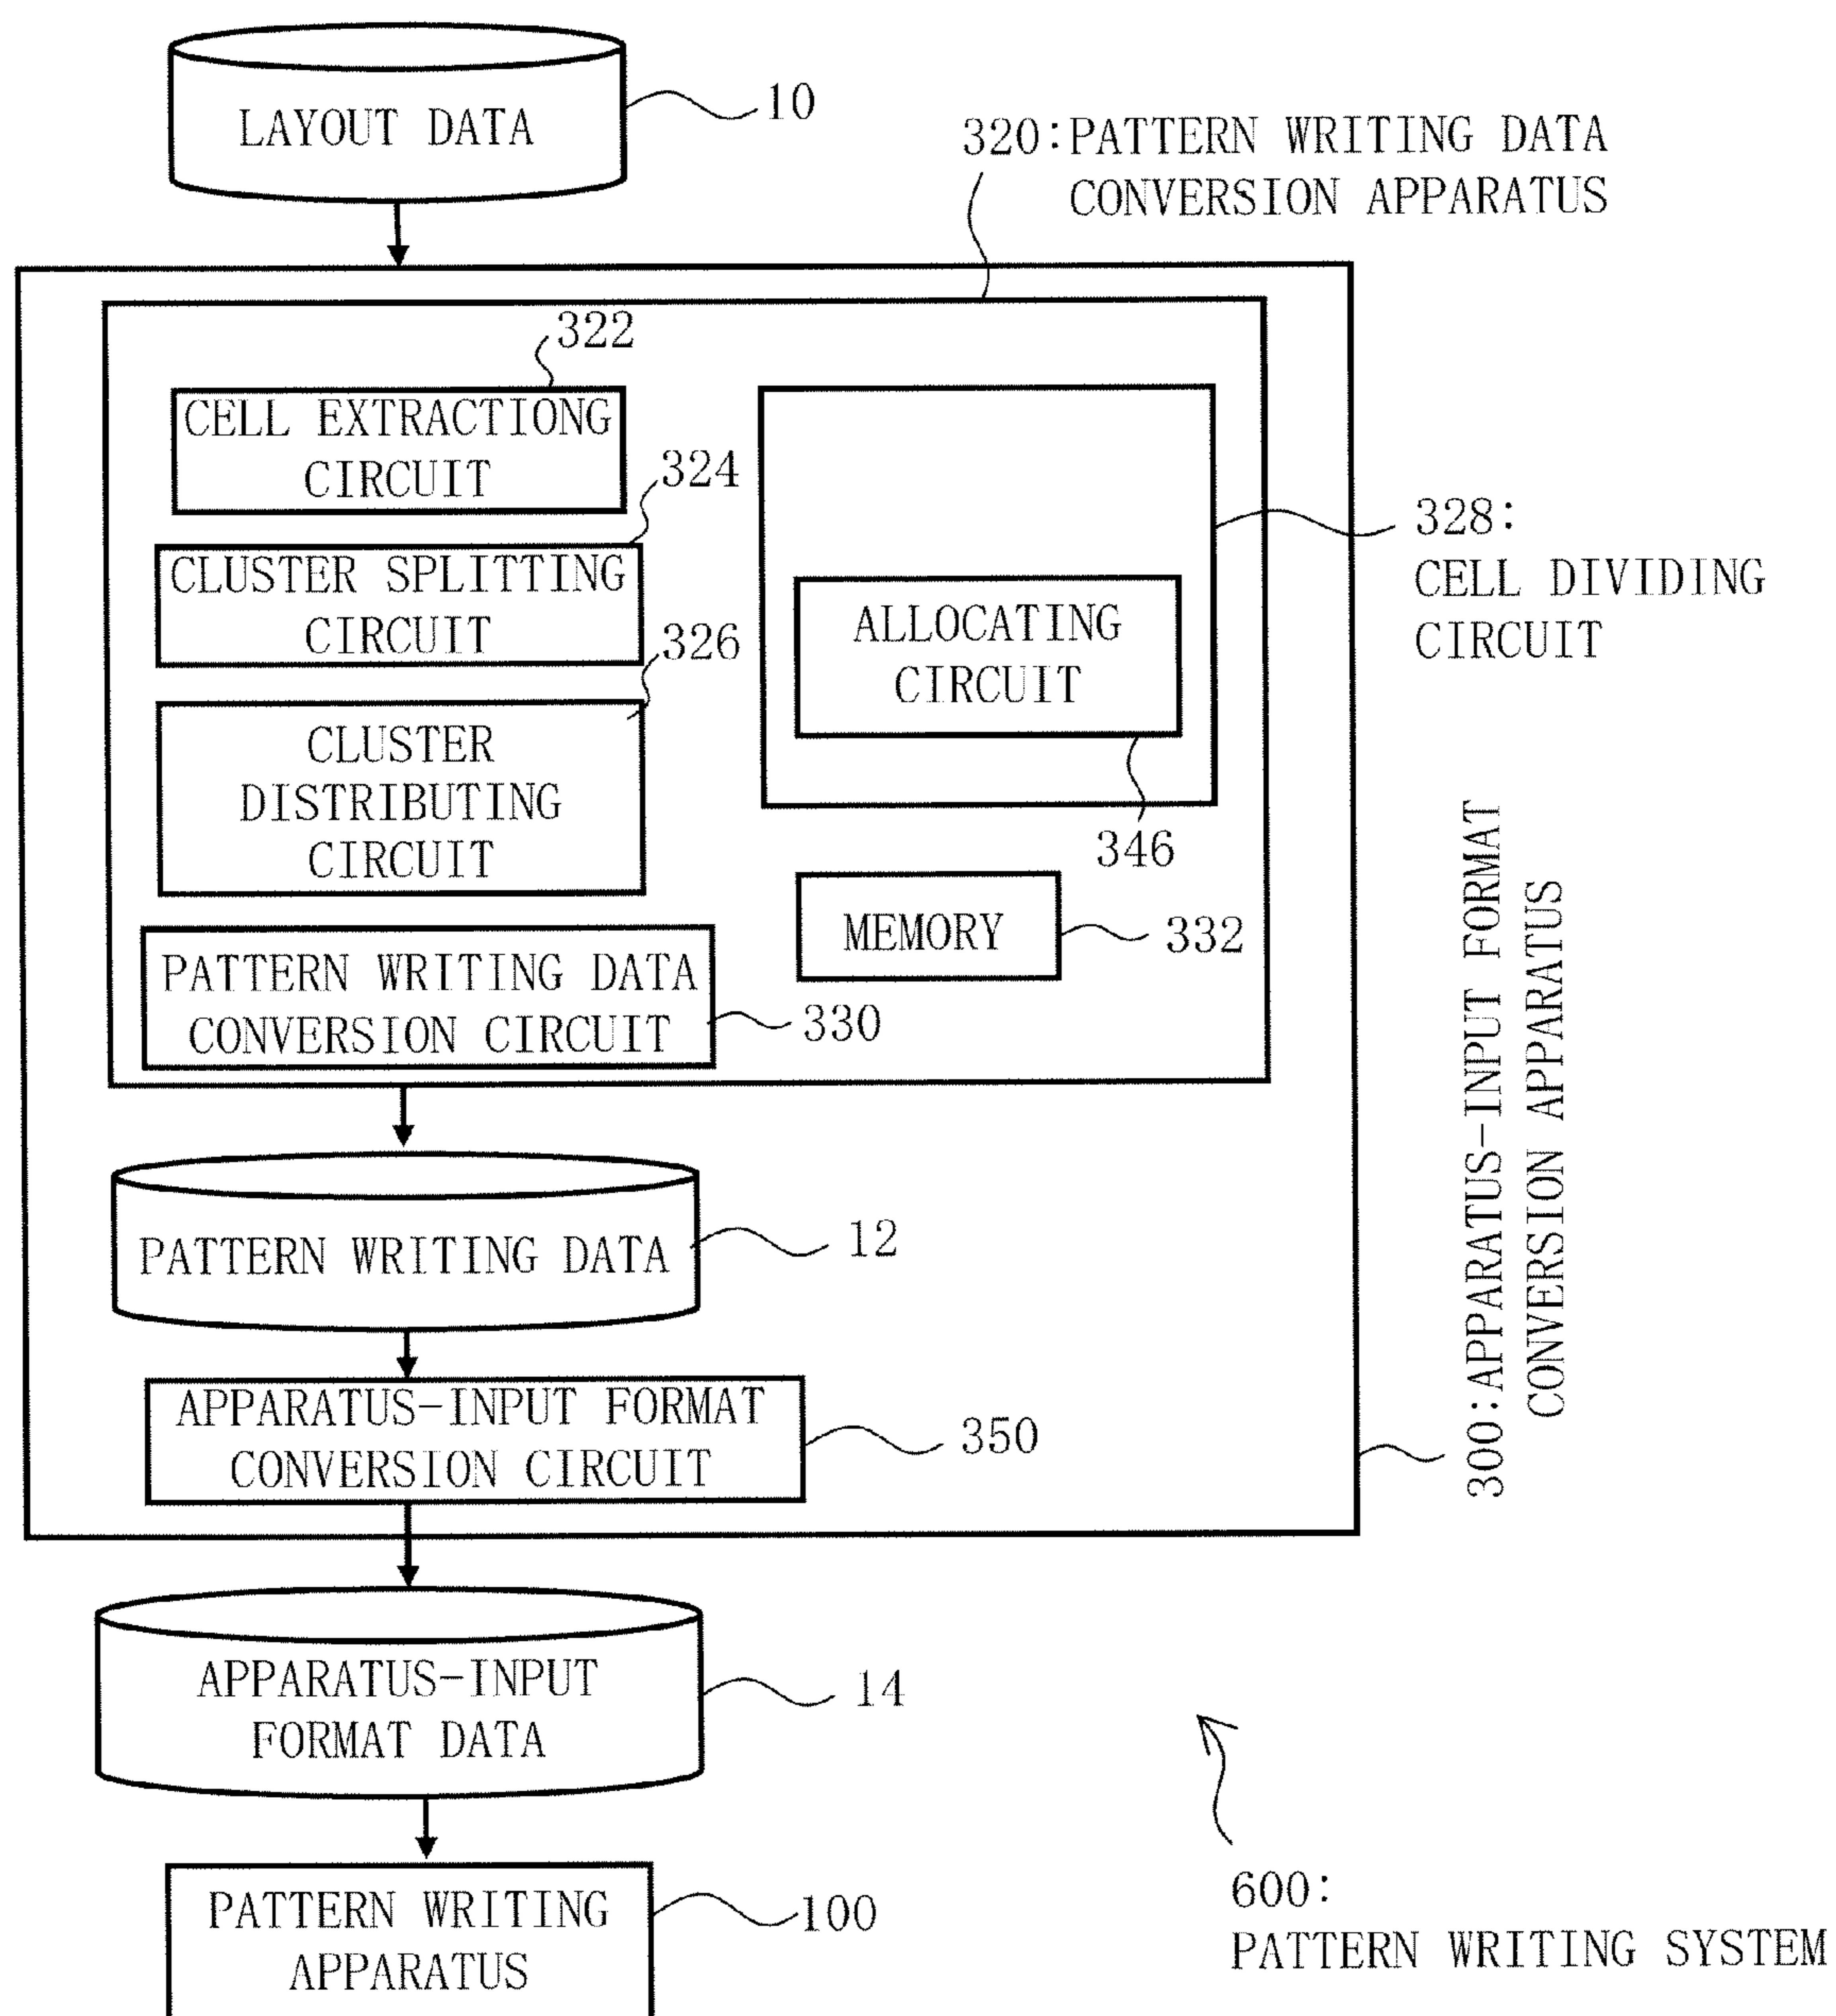 LAYOUT DATA
10
320:PATTERN WRITING DATA
CONVERSION APPARATUS
322
CELL EXTRACTIONG
CIRCUIT
324
CLUSTER SPLITTING
CIRCUIT
326
CLUSTER
DISTRIBUTING
CIRCUIT
328:
CELL DIVIDING
CIRCUIT
ALLOCATING
CIRCUIT
346
MEMORY
332
PATTERN WRITING DATA
CONVERSION CIRCUIT
330
300:APPARATUS-INPUT FORMAT
CONVERSION APPARATUS
PATTERN WRITING DATA
12
APPARATUS-INPUT FORMAT
CONVERSION CIRCUIT
350
APPARATUS-INPUT
FORMAT DATA
14
PATTERN WRITING
APPARATUS
100
600:
PATTERN WRITING SYSTEM